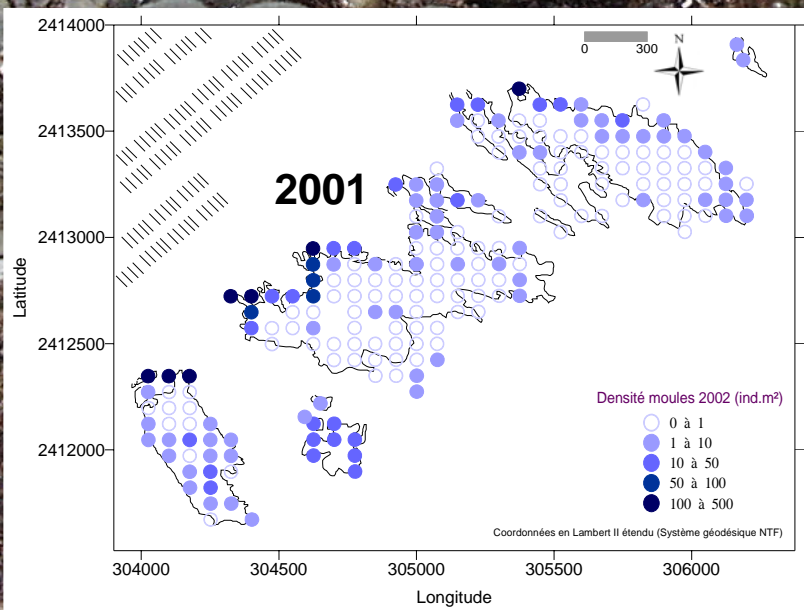 2414000
2413500
2413000
2412500
2412000
Latitude
2001
0 300
N
Densité moules 2002 (ind.m²)
0 à 1
1 à 10
10 à 50
50 à 100
100 à 500
Coordonnées en Lambert II étendu (Système géodésique NTF)
304000 304500 305000 305500 306000
Longitude